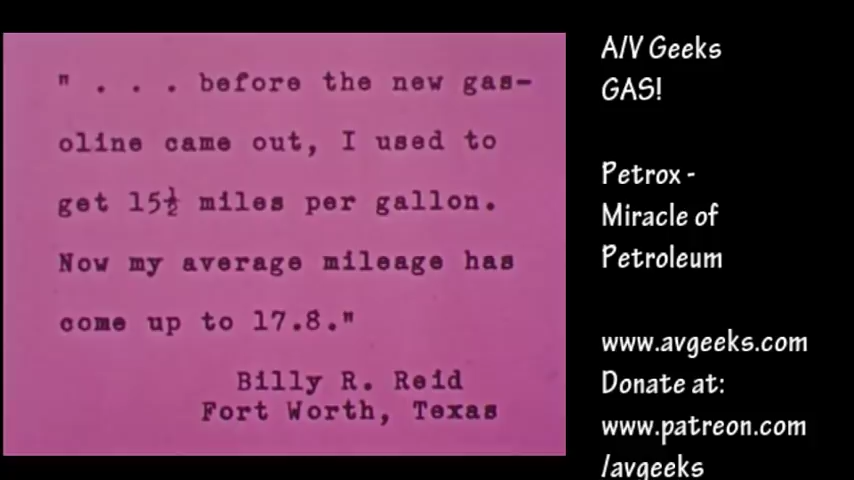 " . . . before the new gas-
oline came out, I used to
get 15½ miles per gallon.
Now my average mileage has
come up to 17.8."
Billy R. Reid
Fort Worth, Texas
A/V Geeks
GAS!
Petrox -
Miracle of
Petroleum
www.avgeeks.com
Donate at:
www.patreon.com
/avgeeks